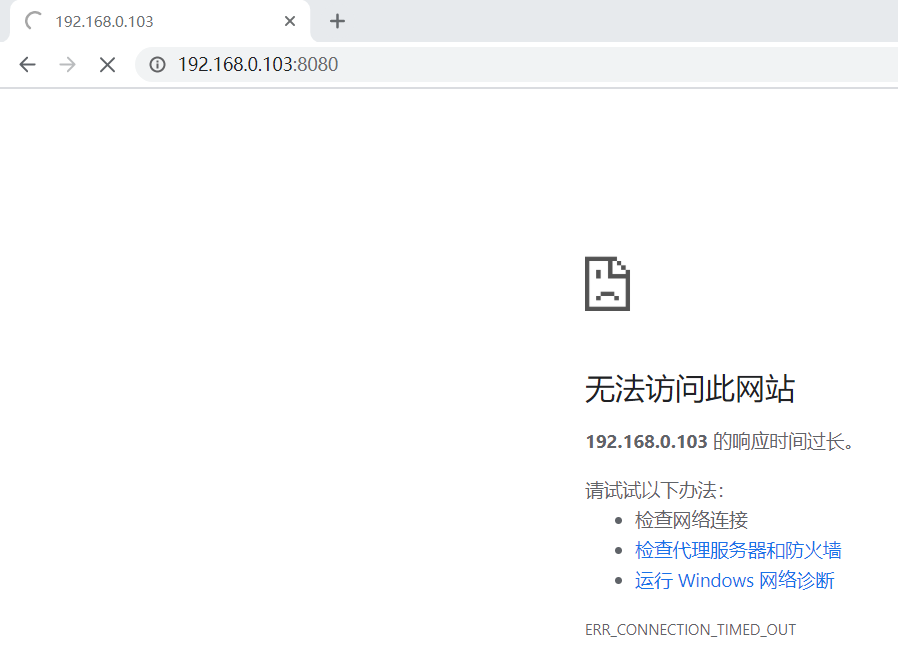 192.168.0.103
192.168.0.103:8080
无法访问此网站
192.168.0.103 的响应时间过长。
请试试以下办法：
检查网络连接
检查代理服务器和防火墙
运行 Windows 网络诊断
ERR_CONNECTION_TIMED_OUT